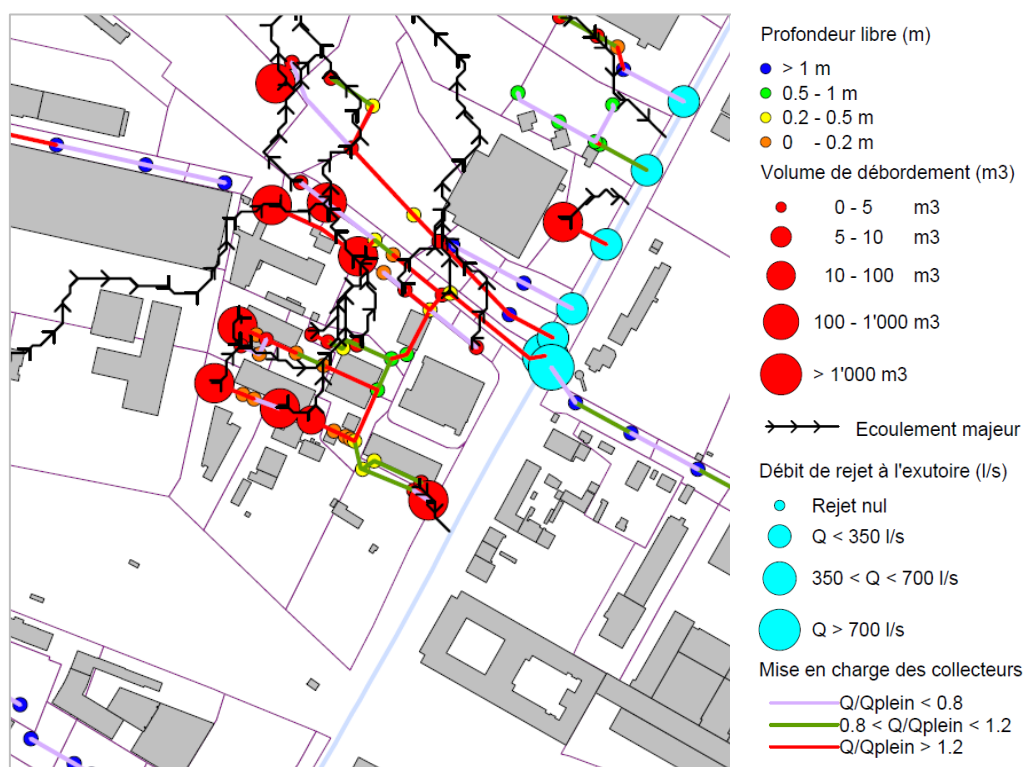 Profondeur libre (m)
> 1 m
0.5 - 1 m
0.2 - 0.5 m
0 - 0.2 m
Volume de débordement (m3)
0 - 5 m3
5 - 10 m3
10 - 100 m3
100 - 1'000 m3
> 1'000 m3
Ecoulement majeur
Débit de rejet à l'exutoire (l/s)
Rejet nul
Q < 350 l/s
350 < Q < 700 l/s
Q > 700 l/s
Mise en charge des collecteurs
Q/Qplein < 0.8
0.8 < Q/Qplein < 1.2
Q/Qplein > 1.2